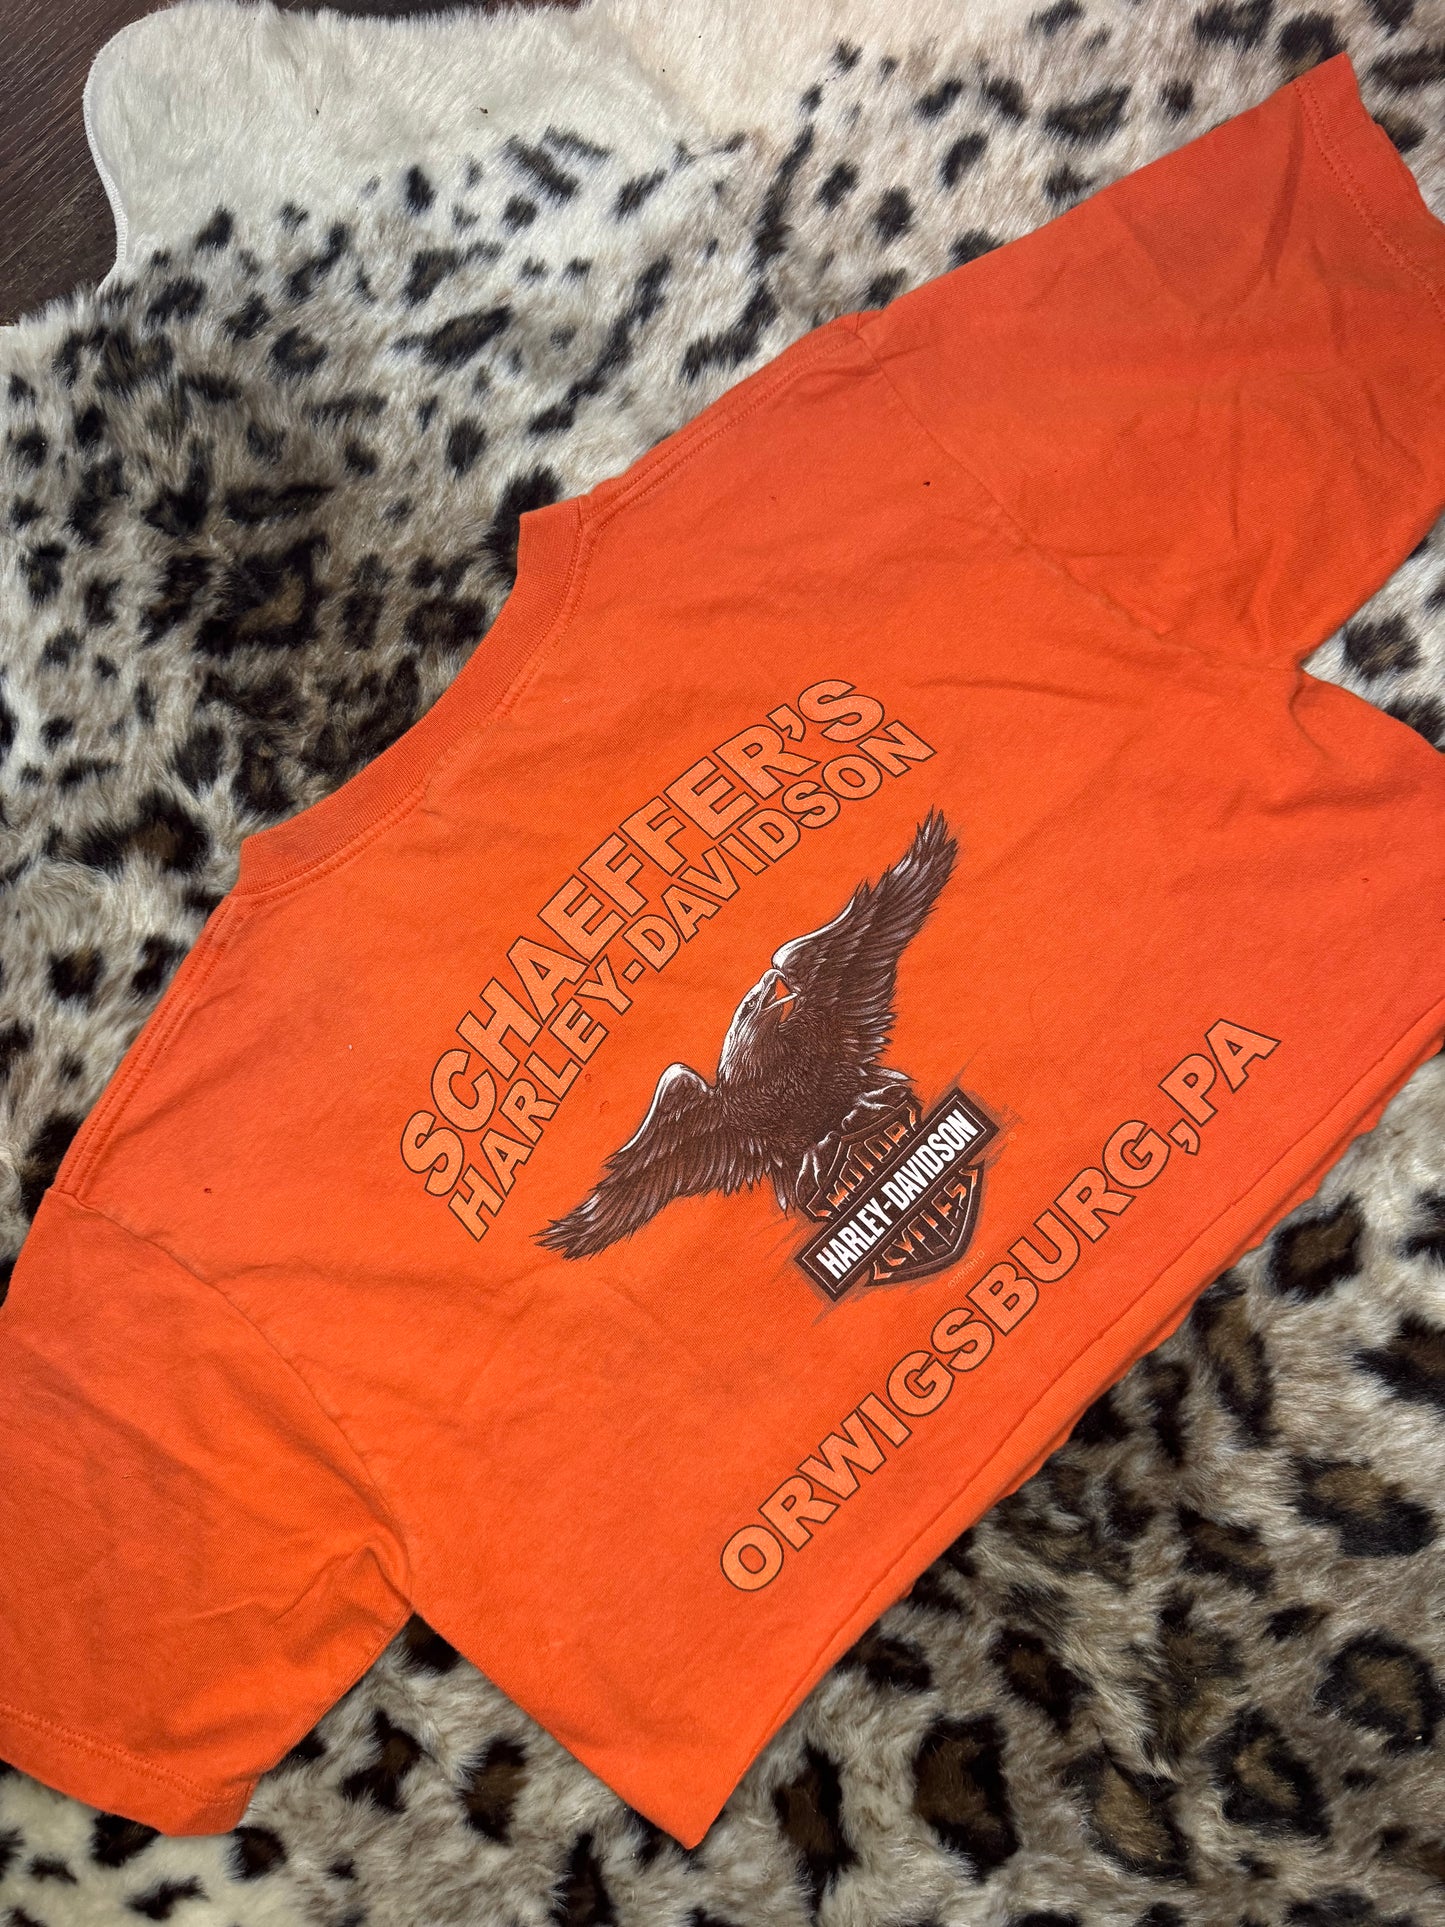 SCHAEFFER'S
HARLEY-DAVIDSON
MOTOR
HARLEY-DAVIDSON
CYCLES
ORWIGSBURG, PA